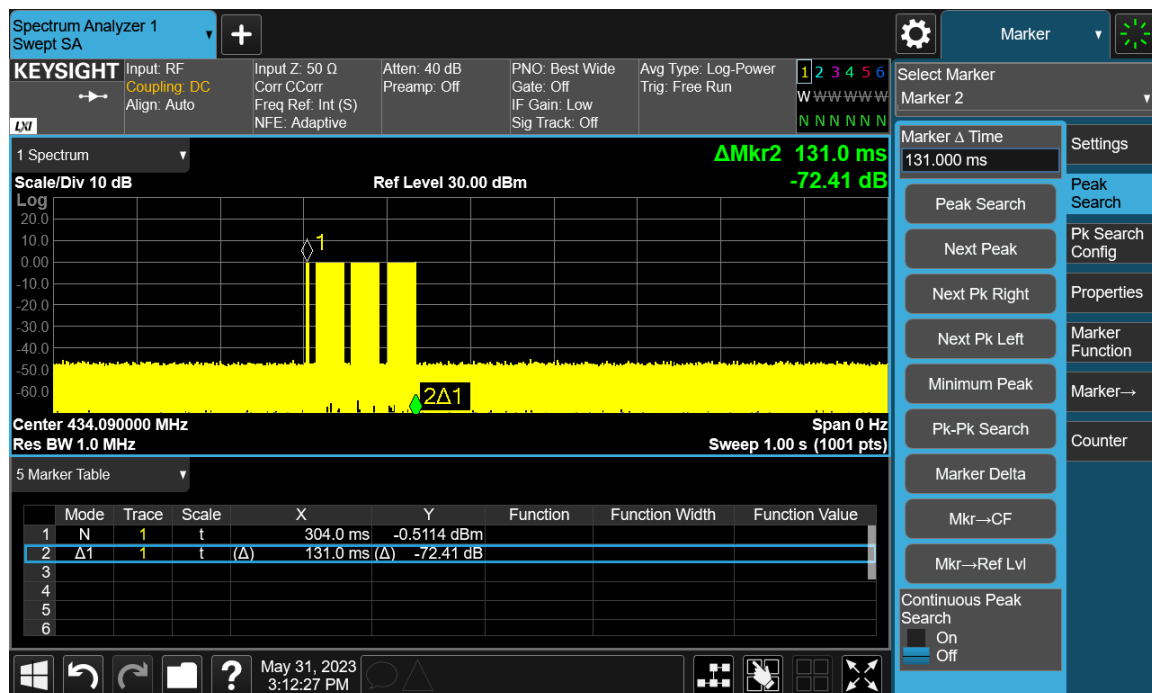 Spectrum Analyzer 1
Swept SA
Marker
KEYSIGHT
LXI
Input: RF
Coupling: DC
Align: Auto
Input Z: 50 Ω
Corr CCorr
Freq Ref: Int (S)
NFE: Adaptive
Atten: 40 dB
Preamp: Off
PNO: Best Wide
Gate: Off
IF Gain: Low
Sig Track: Off
Avg Type: Log-Power
Trig: Free Run
1 2 3 4 5 6
W W W W W W
N N N N N N
Select Marker
Marker 2
1 Spectrum
ΔMkr2 131.0 ms
-72.41 dB
Scale/Div 10 dB
Ref Level 30.00 dBm
Log
20.0
10.0
0.00
-10.0
-20.0
-30.0
-40.0
-50.0
-60.0
1
2Δ1
Center 434.090000 MHz
Span 0 Hz
Res BW 1.0 MHz
Sweep 1.00 s (1001 pts)
5 Marker Table
Mode Trace Scale X Y Function Function Width Function Value
1 N 1 t 304.0 ms -0.5114 dBm
2 Δ1 1 t (Δ) 131.0 ms (Δ) -72.41 dB
3
4
5
6
Marker Δ Time
131.000 ms
Peak Search
Next Peak
Next Pk Right
Next Pk Left
Minimum Peak
Pk-Pk Search
Marker Delta
Mkr→CF
Mkr→Ref Lvl
Continuous Peak
Search
On
Off
Settings
Peak
Search
Pk Search
Config
Properties
Marker
Function
Marker→
Counter
?
May 31, 2023
3:12:27 PM